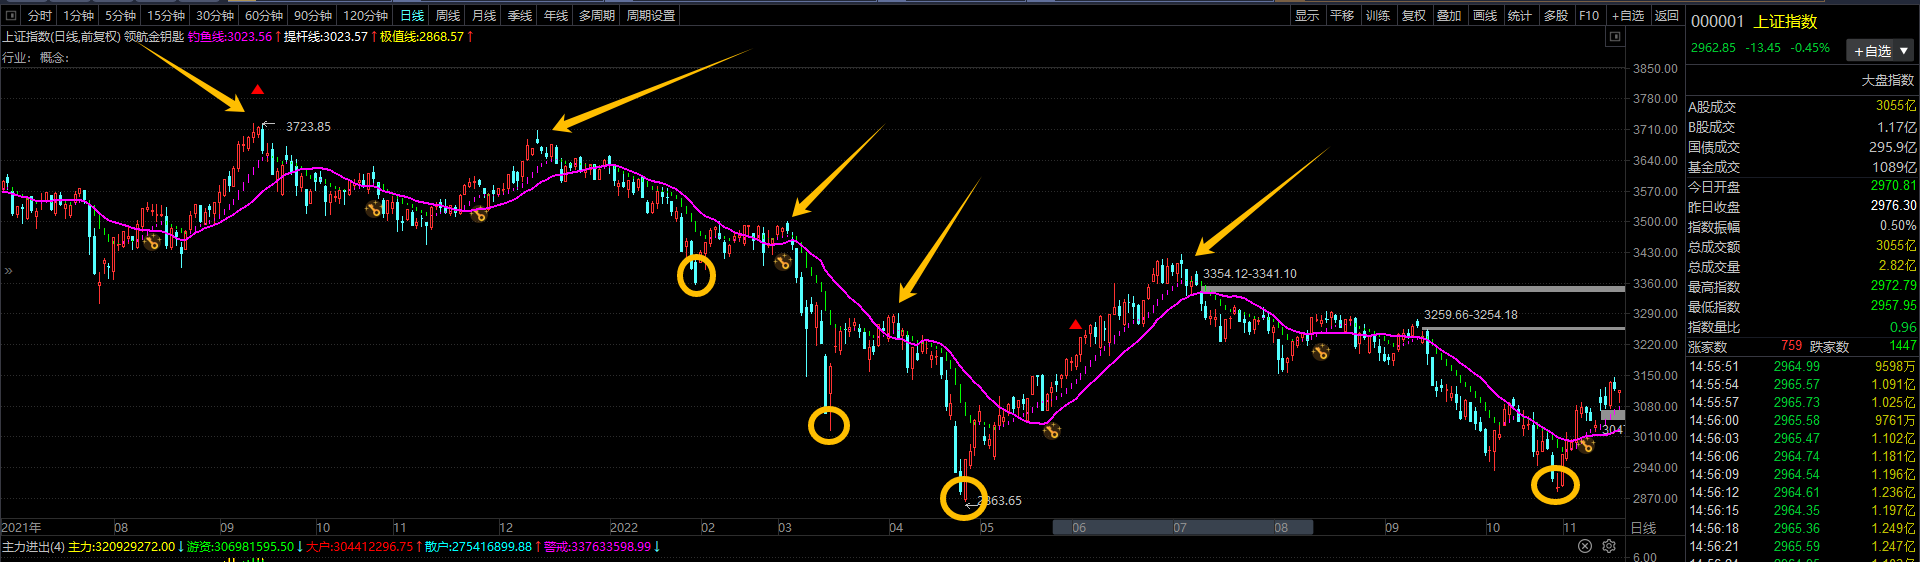 分时 1分钟 5分钟 15分钟 30分钟 60分钟 90分钟 120分钟 日线 周线 月线 季线 年线 多周期 周期设置 显示 平移 训练 复权 叠加 画线 统计 多股 F10 +自选 返回
上证指数(日线,前复权) 领航金钥匙 钓鱼线:3023.56↑提杆线:3023.57↑极值线:2868.57↑
行业: 概念:
3850.00
3780.00
3710.00
3640.00
3570.00
3500.00
3430.00
3360.00
3290.00
3220.00
3150.00
3080.00
3010.00
2940.00
2870.00
3723.85
3354.12-3341.10
3259.66-3254.18
2863.65
»
2021年 08 09 10 11 12 2022 02 03 04 05 06 07 08 09 10 11 日线
主力进出(4) 主力:320929272.00↓游资:306981595.50↓大户:304412296.75↑散户:275416899.88↑警戒:337633598.99↓
6.00
000001 上证指数
2962.85 -13.45 -0.45% +自选 ▼
大盘指数
A股成交 3055亿
B股成交 1.17亿
国债成交 295.9亿
基金成交 1089亿
今日开盘 2970.81
昨日收盘 2976.30
指数振幅 0.50%
总成交额 3055亿
总成交量 2.82亿
最高指数 2972.79
最低指数 2957.95
指数量比 0.96
涨家数 759 跌家数 1447
14:55:51 2964.99 9598万
14:55:54 2965.57 1.091亿
14:55:57 2965.73 1.025亿
14:56:00 2965.58 9761万
14:56:03 2965.47 1.102亿
14:56:06 2964.74 1.181亿
14:56:09 2964.54 1.196亿
14:56:12 2964.61 1.236亿
14:56:15 2964.35 1.197亿
14:56:18 2965.36 1.249亿
14:56:21 2965.59 1.247亿